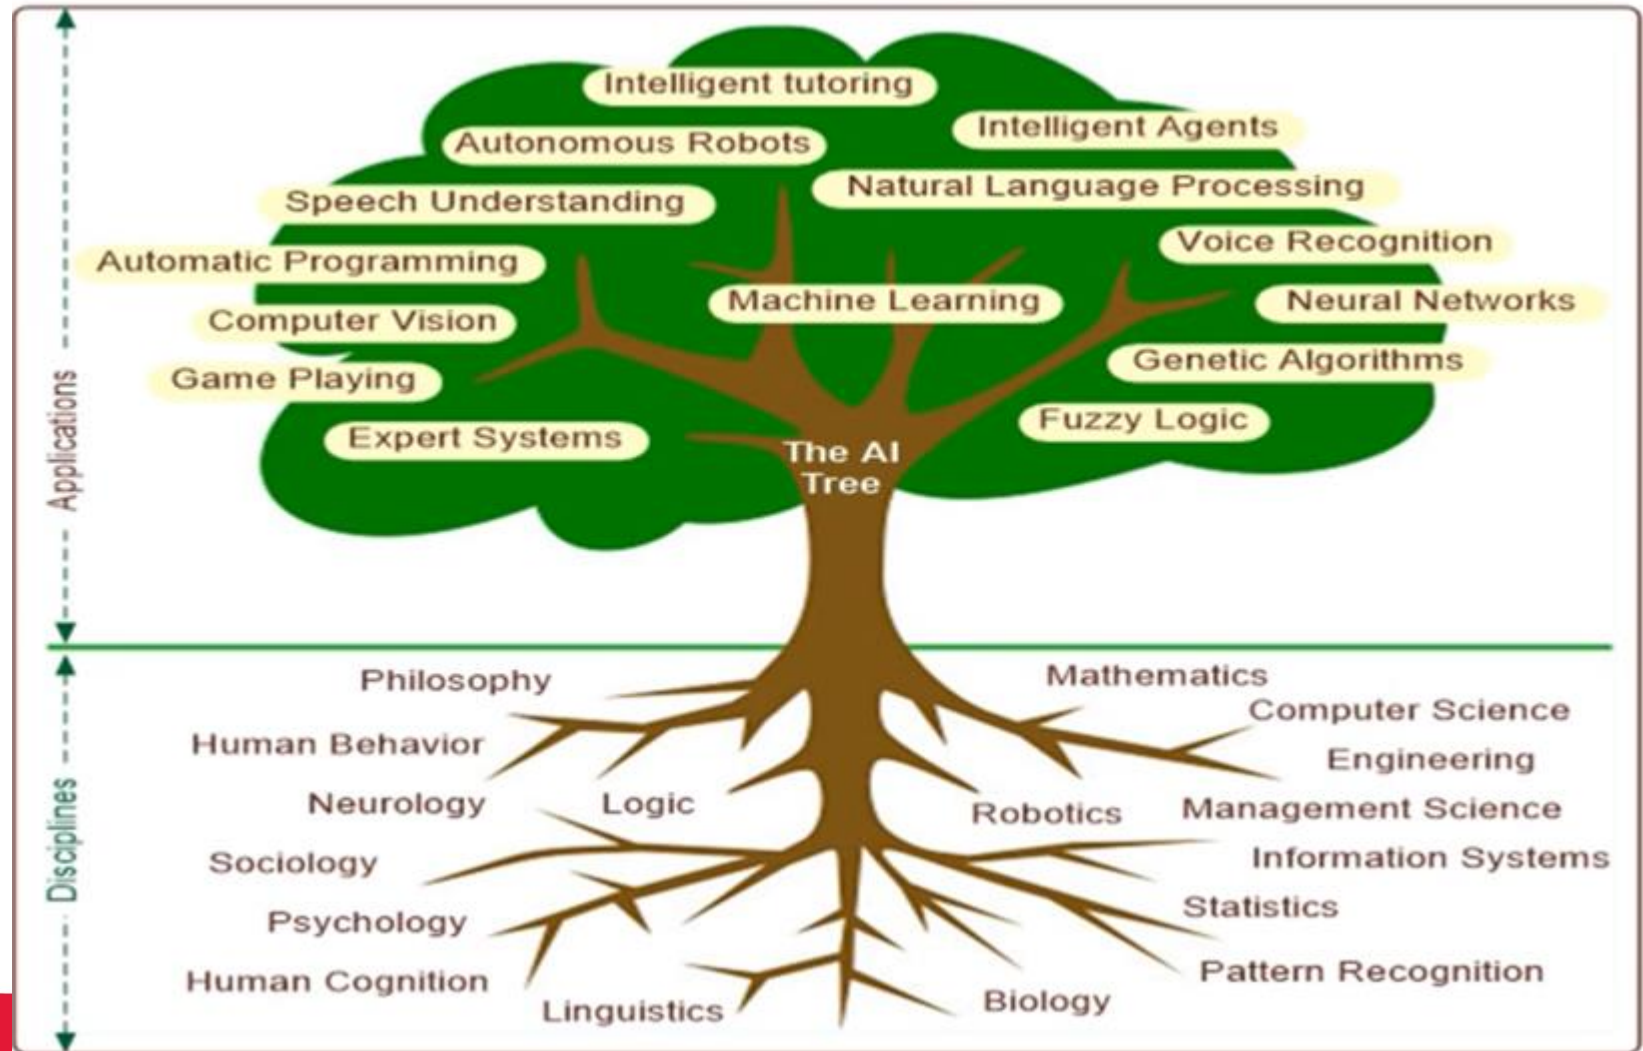 Intelligent tutoring
Intelligent Agents
Autonomous Robots
Natural Language Processing
Speech Understanding
Voice Recognition
Automatic Programming
Machine Learning
Neural Networks
Computer Vision
Genetic Algorithms
Game Playing
Fuzzy Logic
Expert Systems
The AI
Tree
Applications
Philosophy
Mathematics
Computer Science
Human Behavior
Engineering
Neurology
Logic
Robotics
Management Science
Sociology
Information Systems
Psychology
Statistics
Human Cognition
Pattern Recognition
Linguistics
Biology
Disciplines